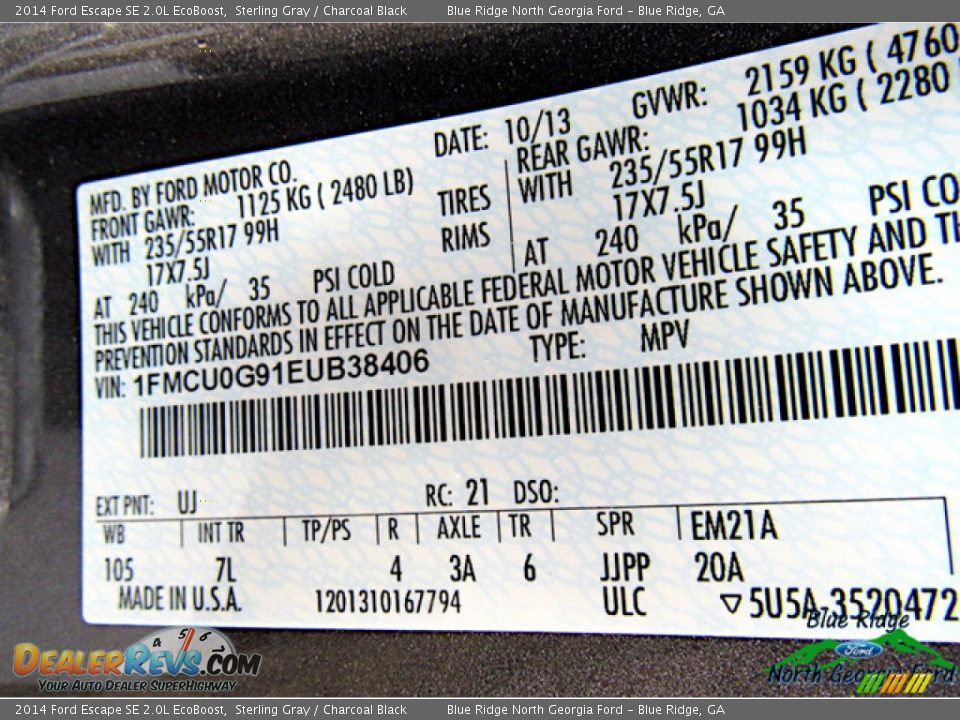 2014 Ford Escape SE 2.0L EcoBoost, Sterling Gray / Charcoal Black Blue Ridge North Georgia Ford – Blue Ridge, GA
MFD. BY FORD MOTOR CO. DATE: 10/13 GVWR: 2159 KG ( 4760
FRONT GAWR: 1125 KG ( 2480 LB) REAR GAWR: 1034 KG ( 2280
WITH 235/55R17 99H TIRES WITH 235/55R17 99H
17X7.5J RIMS 17X7.5J
AT 240 kPa/ 35 PSI COLD AT 240 kPa/ 35 PSI CO
THIS VEHICLE CONFORMS TO ALL APPLICABLE FEDERAL MOTOR VEHICLE SAFETY AND TH
PREVENTION STANDARDS IN EFFECT ON THE DATE OF MANUFACTURE SHOWN ABOVE.
VIN: 1FMCU0G91EUB38406 TYPE: MPV
EXT PNT: UJ RC: 21 DSO:
WB INT TR TP/PS R AXLE TR SPR EM21A
105 7L 4 3A 6 JJPP 20A
MADE IN U.S.A. 1201310167794 ULC ▽5U5A-3520472
Blue Ridge
Ford
North Georgia Ford
4 5 6
DEALERREVS.COM
YOUR AUTO DEALER SUPERHIGHWAY
2014 Ford Escape SE 2.0L EcoBoost, Sterling Gray / Charcoal Black Blue Ridge North Georgia Ford – Blue Ridge, GA